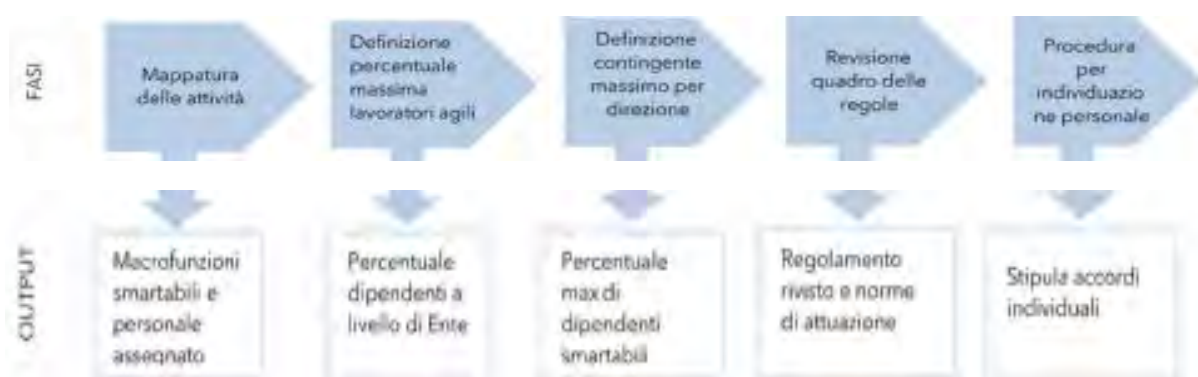 FASI
Mappatura
delle attività
Definizione
percentuale
massima
lavoratori agili
Definizione
contingente
massimo per
direzione
Revisione
quadro delle
regole
Procedura
per
individuazio
ne personale
OUTPUT
Macrofunzioni
smartabili e
personale
assegnato
Percentuale
dipendenti a
livello di Ente
Percentuale
max di
dipendenti
smartabili
Regolamento
rivisto e norme
di attuazione
Stipula accordi
individuali